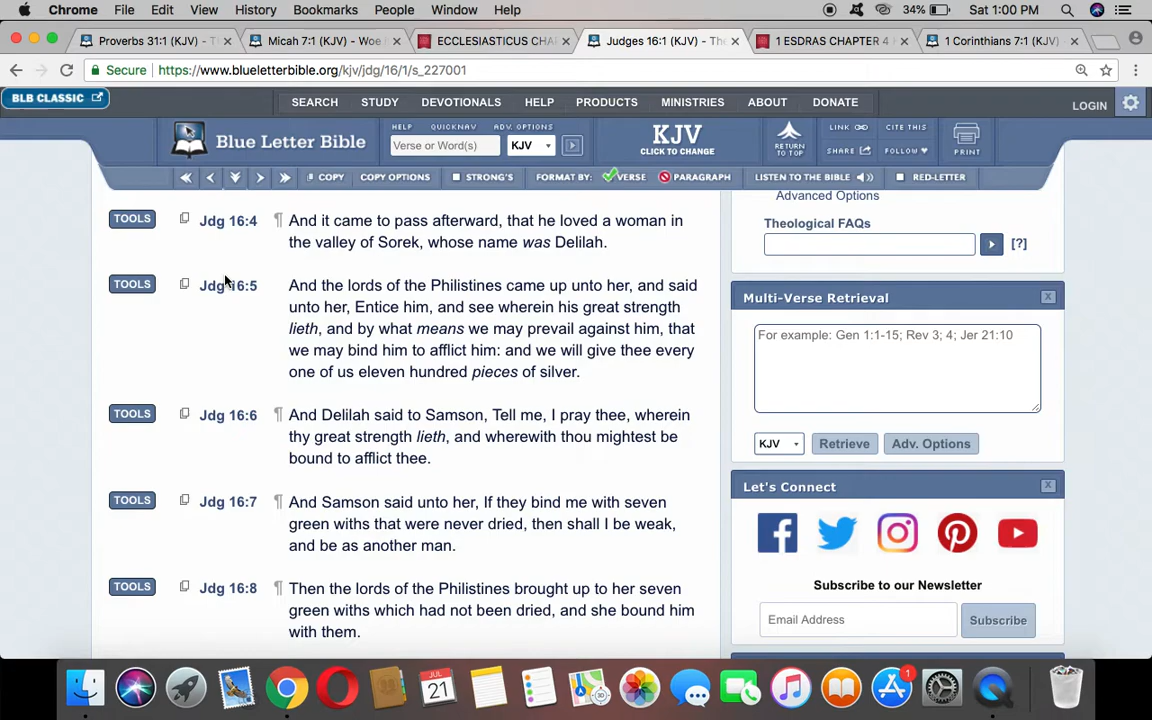 Chrome File Edit View History Bookmarks People Window Help 34% Sat 1:00 PM
Proverbs 31:1 (KJV) - T Micah 7:1 (KJV) - Woe ECCLESIASTICUS CHA Judges 16:1 (KJV) - The 1 ESDRAS CHAPTER 4 1 Corinthians 7:1 (KJV)
Secure https://www.blueletterbible.org/kjv/jdg/16/1/s_227001
BLB CLASSIC
SEARCH STUDY DEVOTIONALS HELP PRODUCTS MINISTRIES ABOUT DONATE LOGIN
Blue Letter Bible
HELP QUICKNAV ADV. OPTIONS
Verse or Word(s) KJV
KJV
CLICK TO CHANGE
RETURN
TO TOP
LINK CITE THIS
SHARE FOLLOW
PRINT
COPY COPY OPTIONS STRONG'S FORMAT BY: VERSE PARAGRAPH LISTEN TO THE BIBLE RED-LETTER
TOOLS Jdg 16:4 ¶ And it came to pass afterward, that he loved a woman in
the valley of Sorek, whose name was Delilah.
TOOLS Jdg 16:5 And the lords of the Philistines came up unto her, and said
unto her, Entice him, and see wherein his great strength
lieth, and by what means we may prevail against him, that
we may bind him to afflict him: and we will give thee every
one of us eleven hundred pieces of silver.
TOOLS Jdg 16:6 ¶ And Delilah said to Samson, Tell me, I pray thee, wherein
thy great strength lieth, and wherewith thou mightest be
bound to afflict thee.
TOOLS Jdg 16:7 ¶ And Samson said unto her, If they bind me with seven
green withs that were never dried, then shall I be weak,
and be as another man.
TOOLS Jdg 16:8 ¶ Then the lords of the Philistines brought up to her seven
green withs which had not been dried, and she bound him
with them.
Advanced Options
Theological FAQs
[?]
Multi-Verse Retrieval X
For example: Gen 1:1-15; Rev 3; 4; Jer 21:10
KJV Retrieve Adv. Options
Let's Connect X
Subscribe to our Newsletter
Email Address Subscribe
JUL
21
1